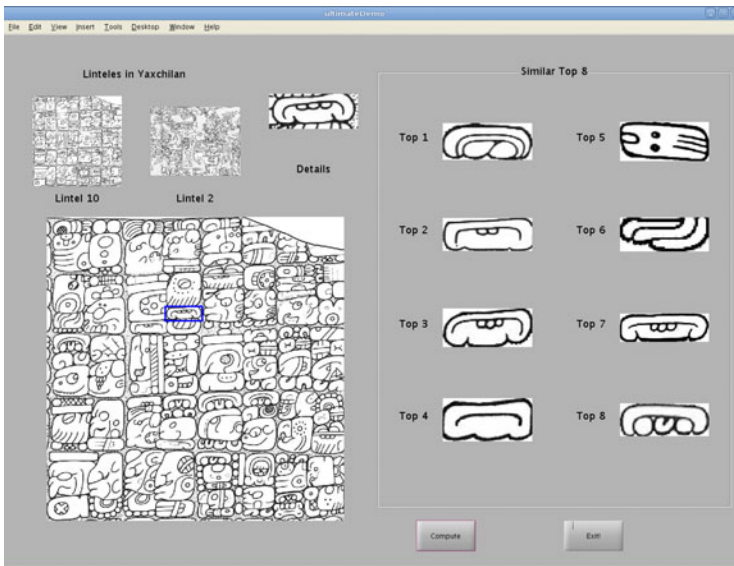 ultimateDemo
File Edit View Insert Tools Desktop Window Help
Linteles in Yaxchilan
Details
Lintel 10 Lintel 2
Similar Top 8
Top 1 Top 5
Top 2 Top 6
Top 3 Top 7
Top 4 Top 8
Compute Exit!